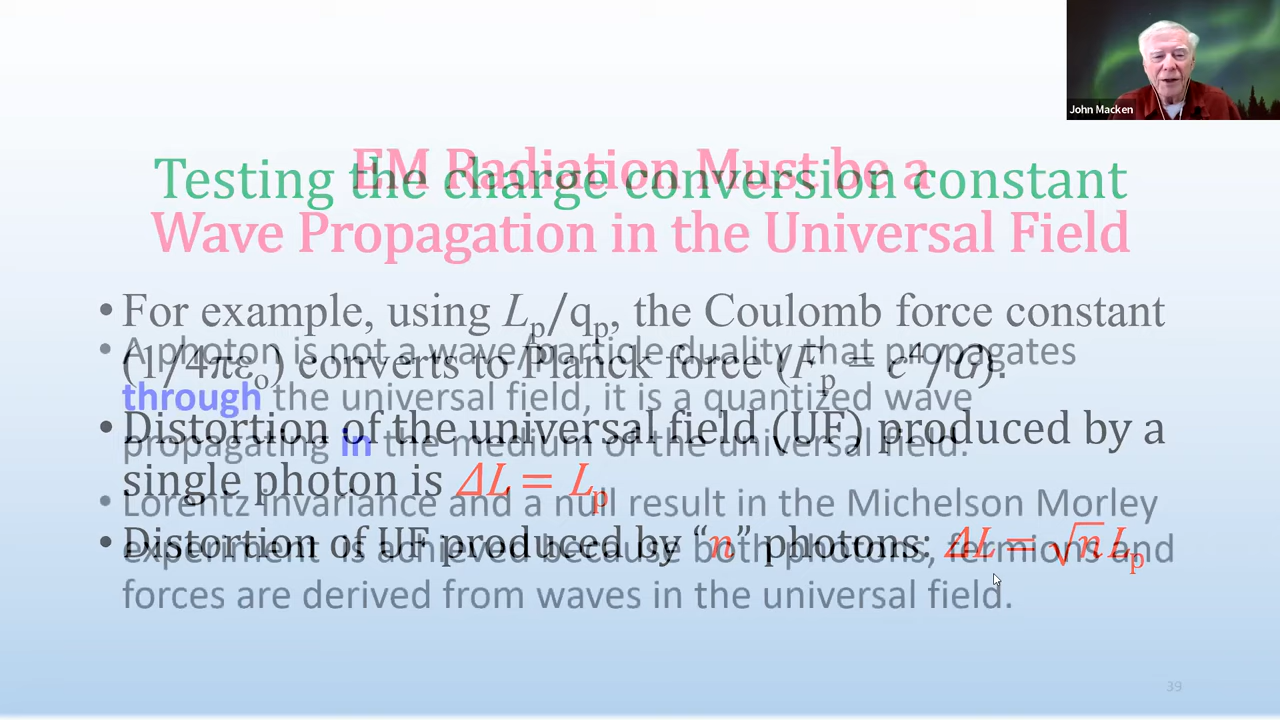 John Macken
Testing the charge conversion constant
EM Radiation Must be a
Wave Propagation in the Universal Field
• For example, using Lp/qp, the Coulomb force constant
(1/4πεo) converts to Planck force (Fp = c⁴/G).
• Distortion of the universal field (UF) produced by a
single photon is ΔL = Lp
• Distortion of UF produced by “n” photons: ΔL = √n Lp
• A photon is not a wave/particle duality that propagates
through the universal field, it is a quantized wave
propagating in the medium of the universal field.
• Lorentz invariance and a null result in the Michelson Morley
experiment is achieved because both photons, fermions and
forces are derived from waves in the universal field.
39